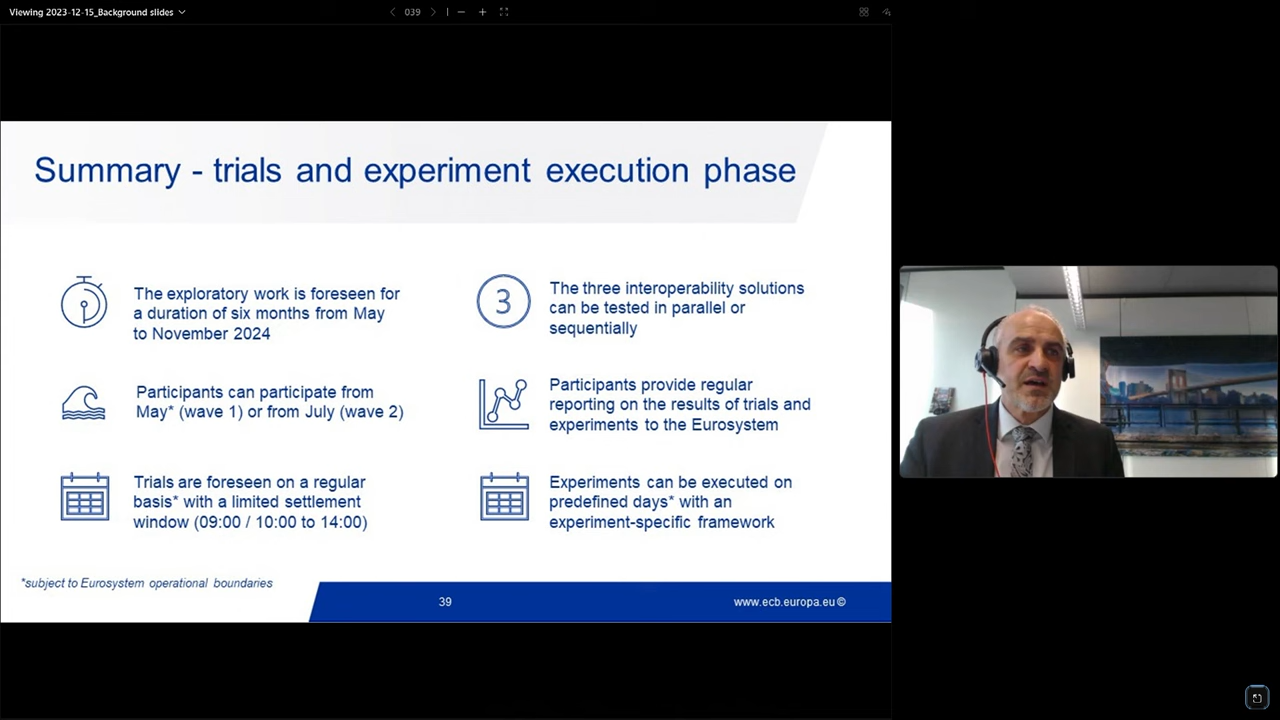 Viewing 2023-12-15_Background slides
039
Summary - trials and experiment execution phase
The exploratory work is foreseen for
a duration of six months from May
to November 2024
Participants can participate from
May* (wave 1) or from July (wave 2)
Trials are foreseen on a regular
basis* with a limited settlement
window (09:00 / 10:00 to 14:00)
3
The three interoperability solutions
can be tested in parallel or
sequentially
Participants provide regular
reporting on the results of trials and
experiments to the Eurosystem
Experiments can be executed on
predefined days* with an
experiment-specific framework
*subject to Eurosystem operational boundaries
39
www.ecb.europa.eu ©